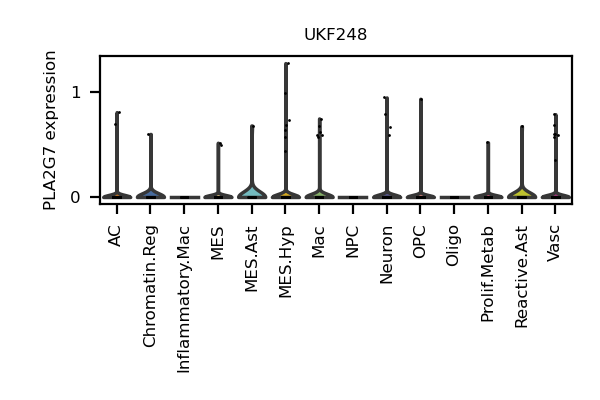 UKF248
PLA2G7 expression
1
0
AC
Chromatin.Reg
Inflammatory.Mac
MES
MES.Ast
MES.Hyp
Mac
NPC
Neuron
OPC
Oligo
Prolif.Metab
Reactive.Ast
Vasc